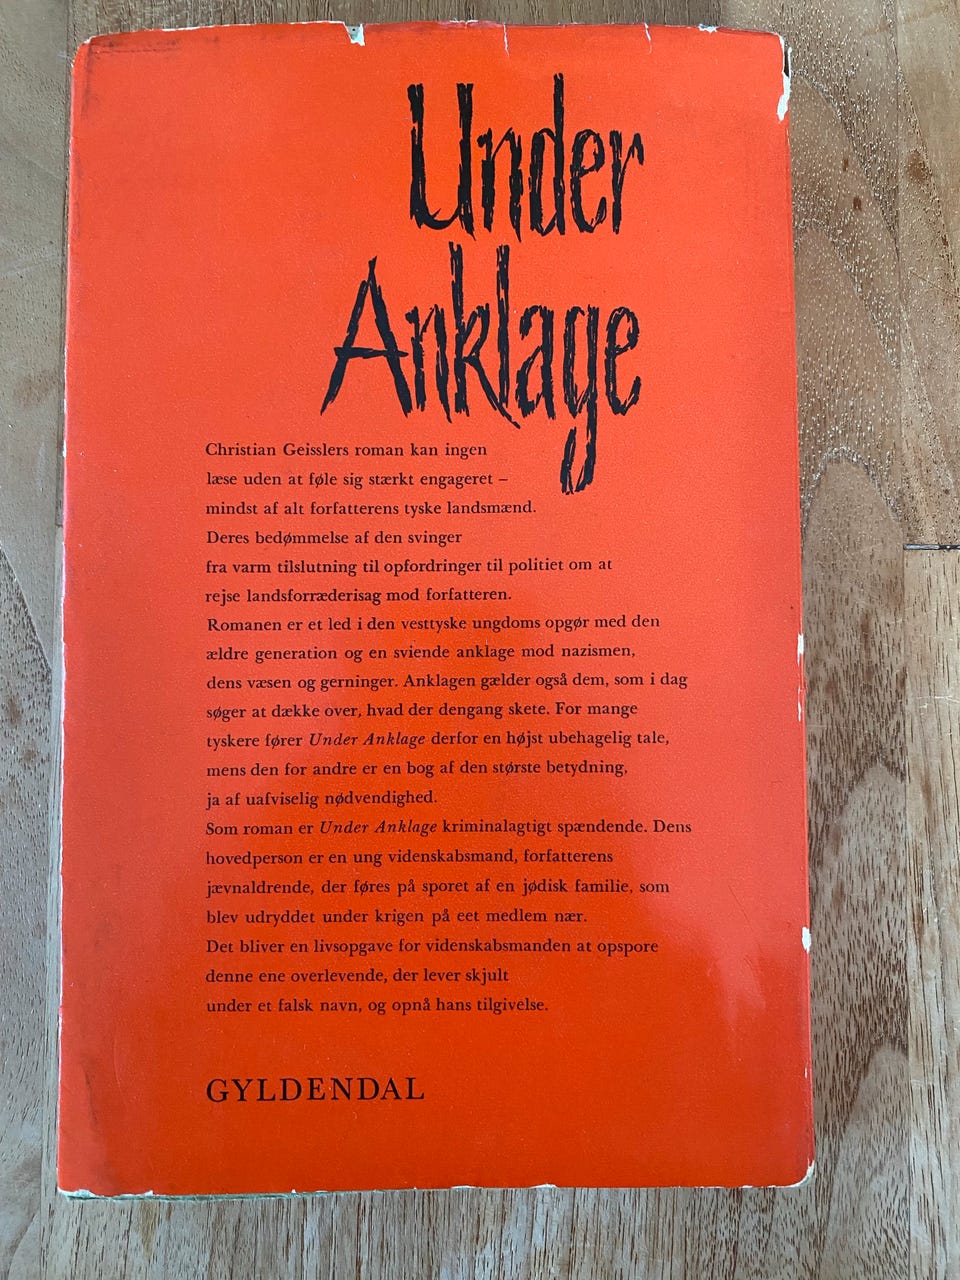 Under
Anklage
Christian Geisslers roman kan ingen
læse uden at føle sig stærkt engageret –
mindst af alt forfatterens tyske landsmænd.
Deres bedømmelse af den svinger
fra varm tilslutning til opfordringer til politiet om at
rejse landsforræderisag mod forfatteren.
Romanen er et led i den vesttyske ungdoms opgør med den
ældre generation og en sviende anklage mod nazismen,
dens væsen og gerninger. Anklagen gælder også dem, som i dag
søger at dække over, hvad der dengang skete. For mange
tyskere fører Under Anklage derfor en højst ubehagelig tale,
mens den for andre er en bog af den største betydning,
ja af uafviselig nødvendighed.
Som roman er Under Anklage kriminalagtigt spændende. Dens
hovedperson er en ung videnskabsmand, forfatterens
jævnaldrende, der føres på sporet af en jødisk familie, som
blev udryddet under krigen på eet medlem nær.
Det bliver en livsopgave for videnskabsmanden at opspore
denne ene overlevende, der lever skjult
under et falsk navn, og opnå hans tilgivelse.
GYLDENDAL